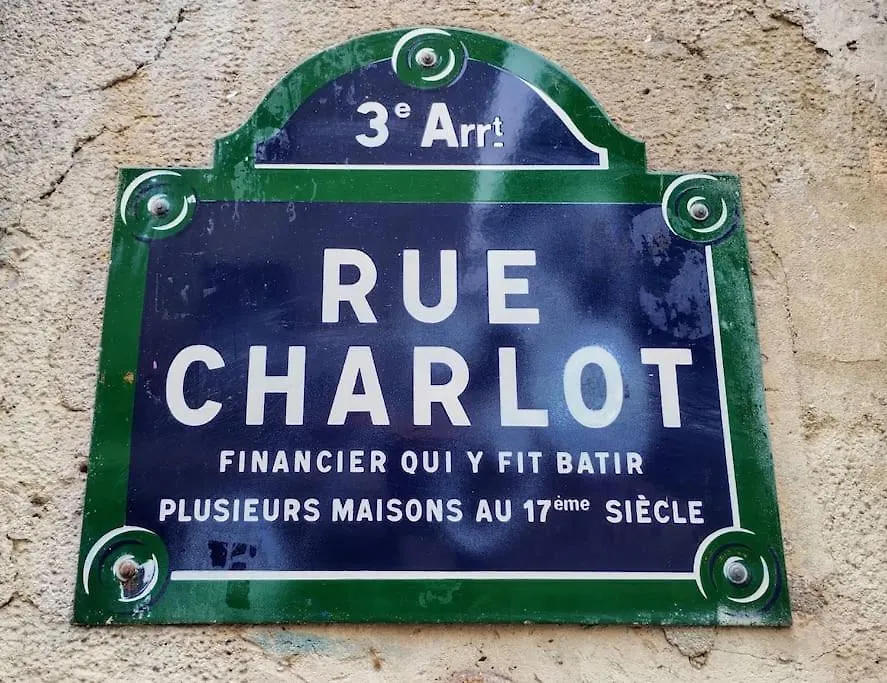 3e Arrt
RUE
CHARLOT
FINANCIER QUI Y FIT BATIR
PLUSIEURS MAISONS AU 17ème SIÈCLE